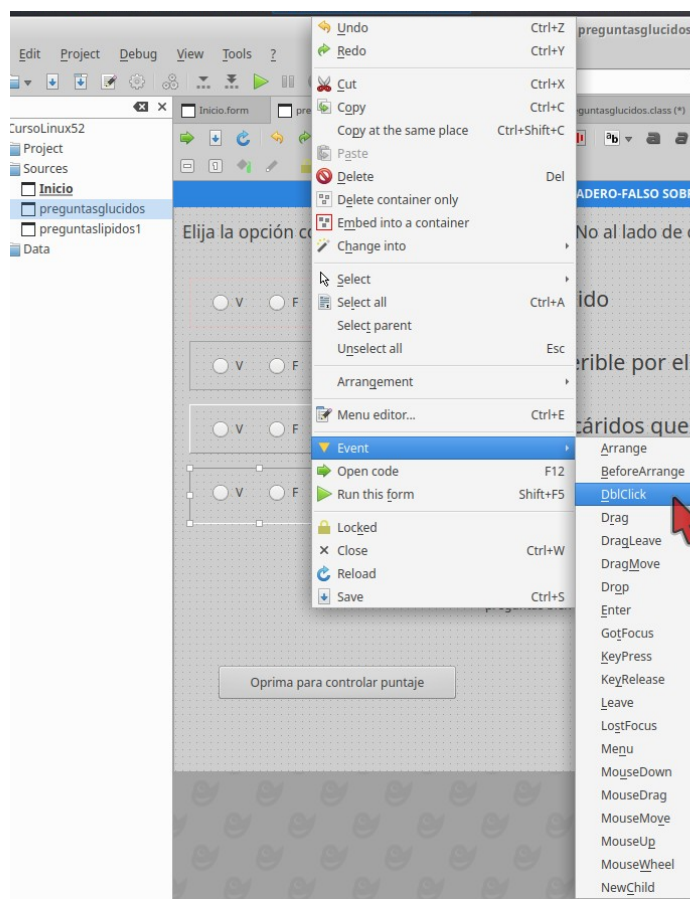 preguntasglucidos
Edit Project Debug View Tools ?
Inicio.form
guntasglucidos.class (*)
CursoLinux52
Project
Sources
Inicio
preguntasglucidos
preguntaslipidos1
Data
ADERO-FALSO SOB
Elija la opción
No al lado de
V F
ido
V F
erible por el
V F
cáridos que
V F
Oprima para controlar puntaje
Undo Ctrl+Z
Redo Ctrl+Y
Cut Ctrl+X
Copy Ctrl+C
Copy at the same place Ctrl+Shift+C
Paste
Delete Del
Delete container only
Embed into a container
Change into
Select
Select all Ctrl+A
Select parent
Unselect all Esc
Arrangement
Menu editor... Ctrl+E
Event
Open code F12
Run this form Shift+F5
Locked
Close Ctrl+W
Reload
Save Ctrl+S
Arrange
BeforeArrange
DblClick
Drag
DragLeave
DragMove
Drop
Enter
GotFocus
KeyPress
KeyRelease
Leave
LostFocus
Menu
MouseDown
MouseDrag
MouseMove
MouseUp
MouseWheel
NewChild